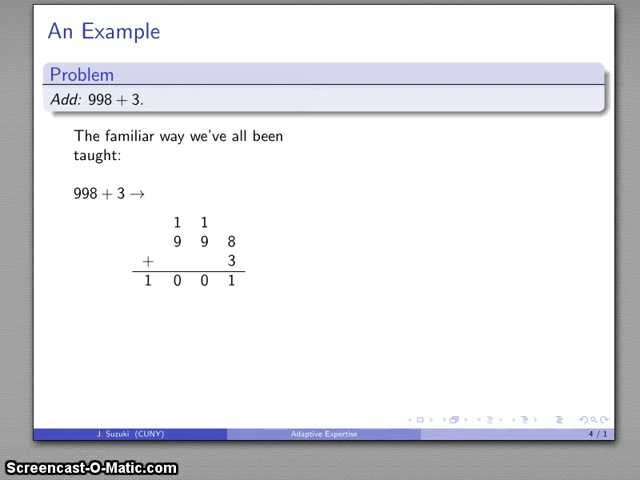 An Example
Problem
Add: 998 + 3.
The familiar way we've all been
taught:
998 + 3 →
1 1
9 9 8
+ 3
1 0 0 1
J. Suzuki (CUNY) Adaptive Expertise 4 / 1
Screencast-O-Matic.com